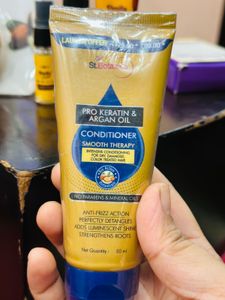 St.Botanica
PRO KERATIN &
ARGAN OIL
CONDITIONER
SMOOTH THERAPY
INTENSIVE CONDITIONING
FOR DRY, DAMAGED,
COLOR TREATED HAIR
NO PARABENS & MINERAL OILS
ANTI-FRIZZ ACTION
PERFECTLY DETANGLES
ADDS LUMINESCENT SHINE
STRENGTHENS ROOTS
Net Quantity : 50 ml